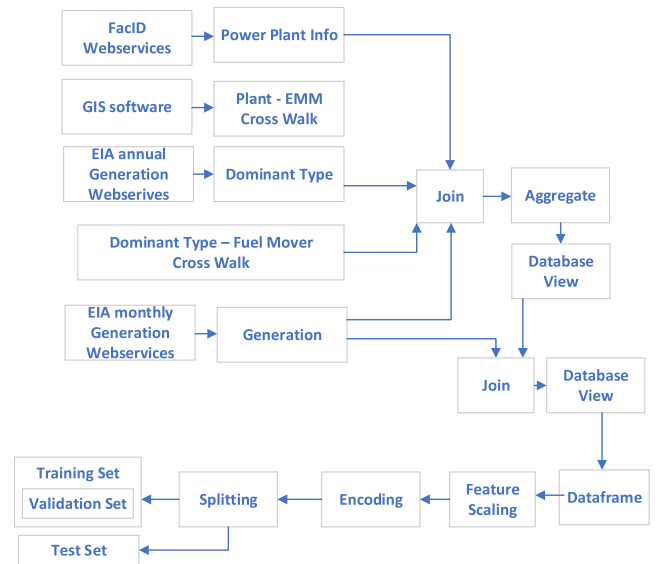 FacID
Webservices
Power Plant Info
GIS software
Plant - EMM
Cross Walk
EIA annual
Generation
Webserives
Dominant Type
Join
Aggregate
Dominant Type – Fuel Mover
Cross Walk
Database
View
EIA monthly
Generation
Webservices
Generation
Join
Database
View
Training Set
Validation Set
Splitting
Encoding
Feature
Scaling
Dataframe
Test Set